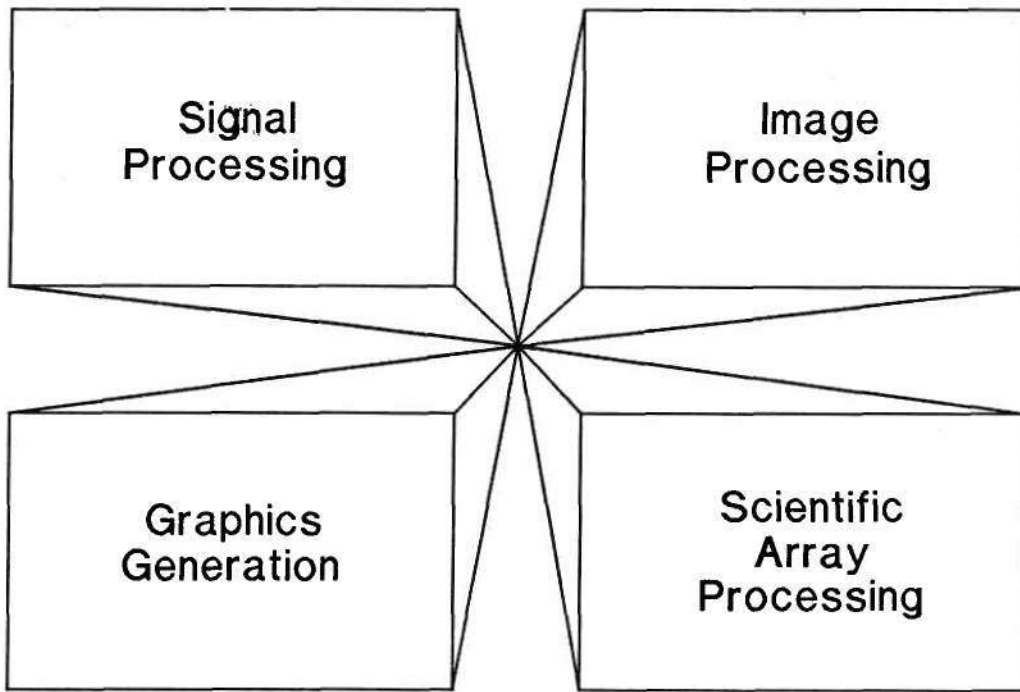 Signal
Processing
Image
Processing
Graphics
Generation
Scientific
Array
Processing